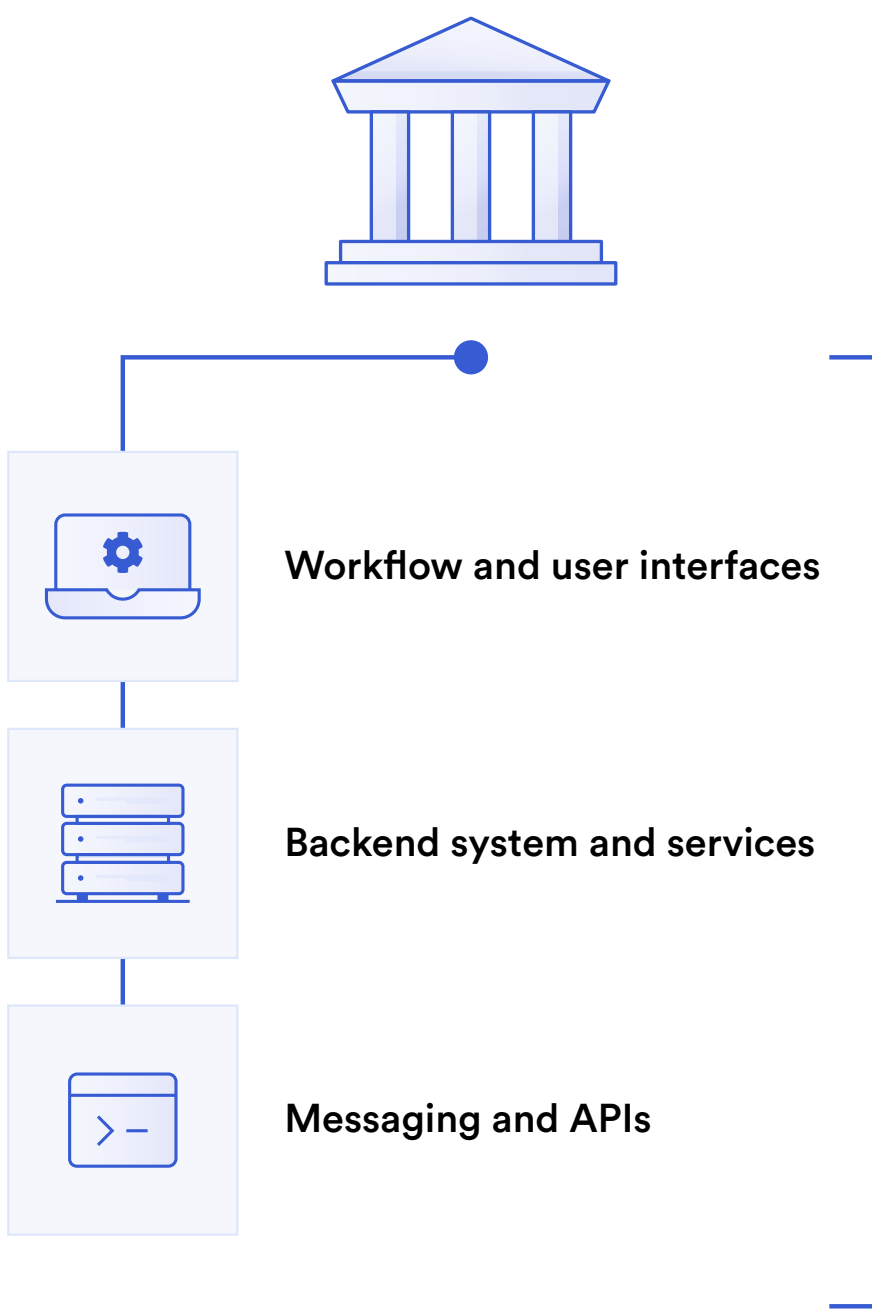 Workflow and user interfaces
Backend system and services
Messaging and APIs